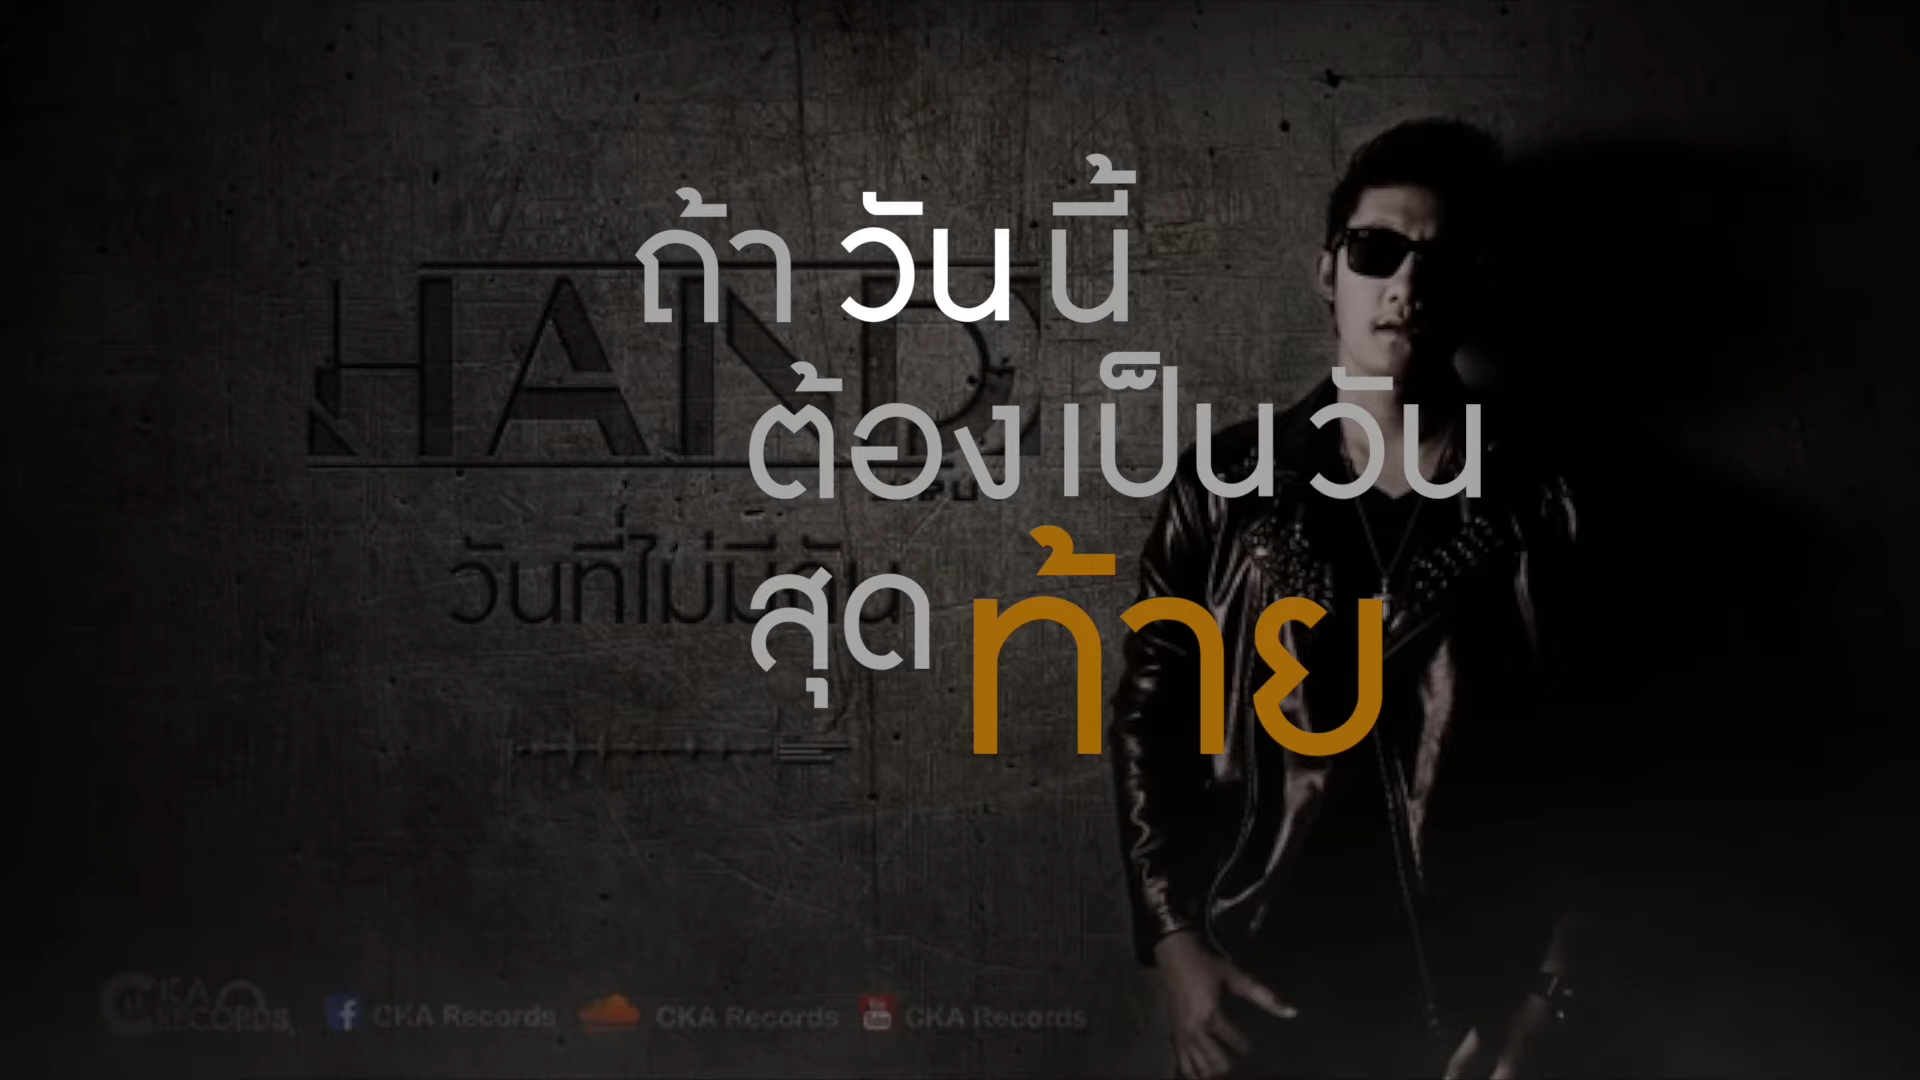 ถ้า วัน นี้
ต้อง เป็น วัน
สุด ท้าย
HAND
วันที่ไม่มีฉัน
CKA RECORDS
CKA Records
CKA Records
CKA Records